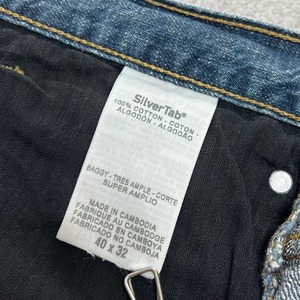 SilverTab®
100% COTTON - COTON -
ALGODON - ALGODAO
BAGGY - TRES AMPLE - CORTE
SUPER AMPLIO
MADE IN CAMBODIA
FABRIQUE AU CAMBODGE
FABRICADO EN CAMBOYA
FABRICADO NO CAMBOJA
40 X 32